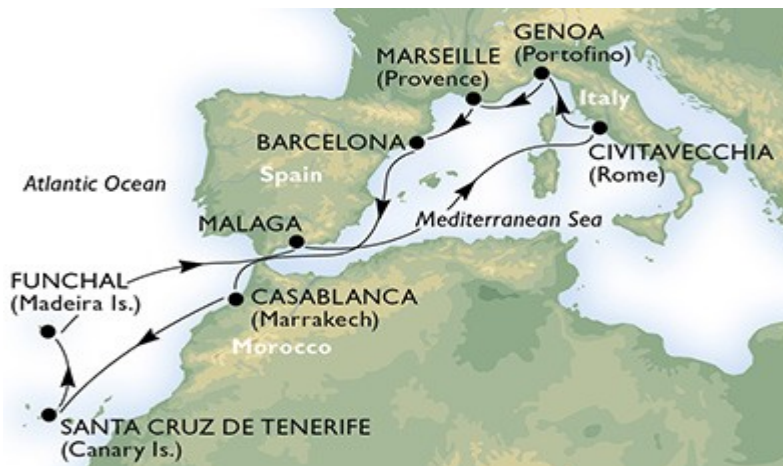 GENOA
(Portofino)
MARSEILLE
(Provence)
Italy
BARCELONA
CIVITAVECCHIA
(Rome)
Spain
Atlantic Ocean
MALAGA
Mediterranean Sea
FUNCHAL
(Madeira Is.)
CASABLANCA
(Marrakech)
Morocco
SANTA CRUZ DE TENERIFE
(Canary Is.)